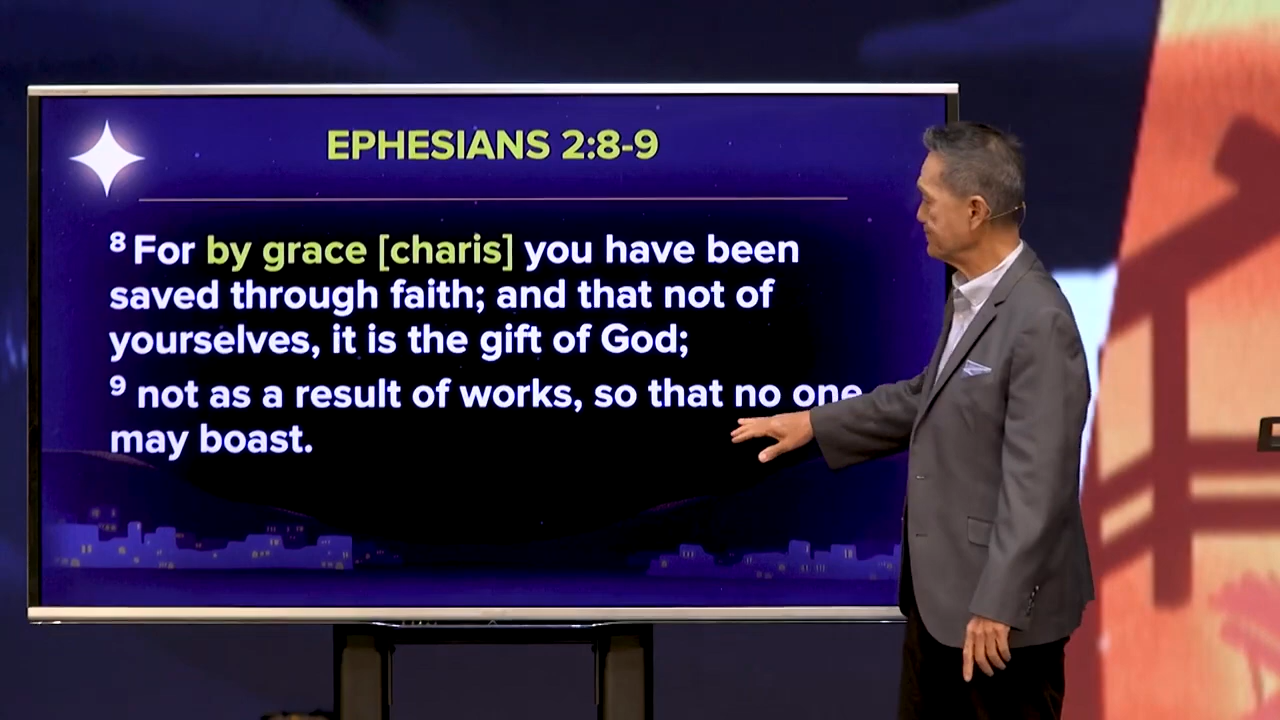 EPHESIANS 2:8-9
8 For by grace [charis] you have been
saved through faith; and that not of
yourselves, it is the gift of God;
9 not as a result of works, so that no one
may boast.